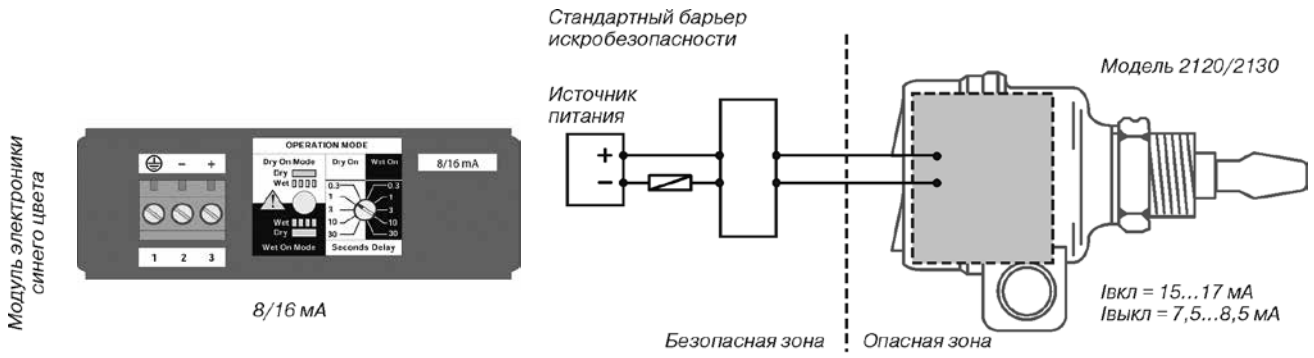 Стандартный барьер
искробезопасности
Модель 2120/2130
Источник
питания
Модуль электроники
синего цвета
OPERATION MODE
Dry On Mode
Dry
Wet
Dry On
Wet On
8/16 mA
- +
+
-
0.3 0.3
1 1
3 3
10 10
30 30
Wet
Dry
Wet On Mode
Seconds Delay
1 2 3
8/16 мА
Iвкл = 15...17 мА
Iвыкл = 7,5...8,5 мА
Безопасная зона
Опасная зона